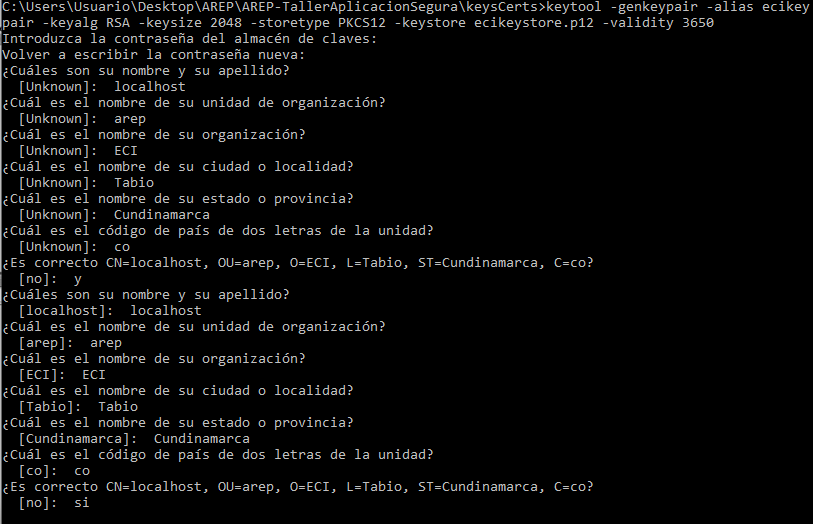 C:\Users\Usuario\Desktop\AREP\AREP-TallerAplicacionSegura\keysCerts>keytool -genkeypair -alias ecikey
pair -keyalg RSA -keysize 2048 -storetype PKCS12 -keystore ecikeystore.p12 -validity 3650
Introduzca la contraseña del almacén de claves:
Volver a escribir la contraseña nueva:
¿Cuáles son su nombre y su apellido?
  [Unknown]:  localhost
¿Cuál es el nombre de su unidad de organización?
  [Unknown]:  arep
¿Cuál es el nombre de su organización?
  [Unknown]:  ECI
¿Cuál es el nombre de su ciudad o localidad?
  [Unknown]:  Tabio
¿Cuál es el nombre de su estado o provincia?
  [Unknown]:  Cundinamarca
¿Cuál es el código de país de dos letras de la unidad?
  [Unknown]:  co
¿Es correcto CN=localhost, OU=arep, O=ECI, L=Tabio, ST=Cundinamarca, C=co?
  [no]:  y
¿Cuáles son su nombre y su apellido?
  [localhost]:  localhost
¿Cuál es el nombre de su unidad de organización?
  [arep]:  arep
¿Cuál es el nombre de su organización?
  [ECI]:  ECI
¿Cuál es el nombre de su ciudad o localidad?
  [Tabio]:  Tabio
¿Cuál es el nombre de su estado o provincia?
  [Cundinamarca]:  Cundinamarca
¿Cuál es el código de país de dos letras de la unidad?
  [co]:  co
¿Es correcto CN=localhost, OU=arep, O=ECI, L=Tabio, ST=Cundinamarca, C=co?
  [no]:  si